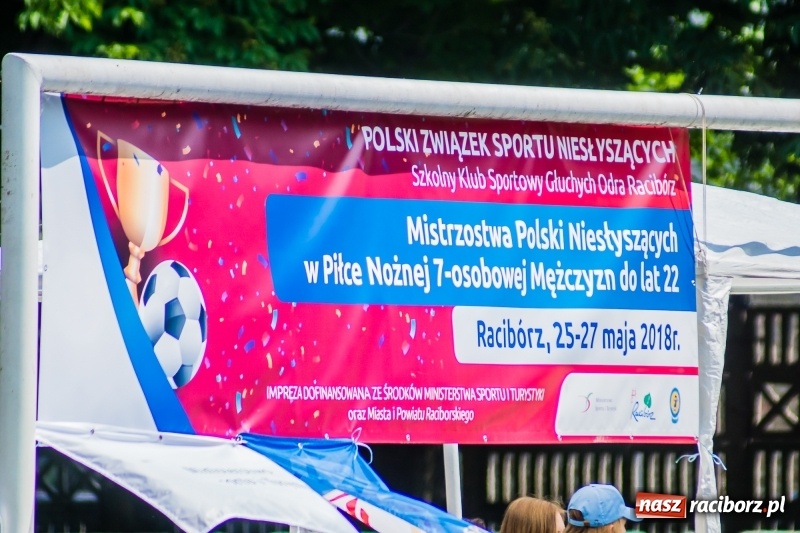 POLSKI ZWIĄZEK SPORTU NIESŁYSZĄCYCH
Szkolny Klub Sportowy Głuchych Odra Racibórz
Mistrzostwa Polski Niesłyszących
w Piłce Nożnej 7-osobowej Mężczyzn do lat 22
Racibórz, 25-27 maja 2018r.
IMPREZA DOFINANSOWANA ZE ŚRODKÓW MINISTERSTWA SPORTU I TURYSTYKI
oraz Miasta i Powiatu Raciborskiego
Racibórz
nasz raciborz.pl